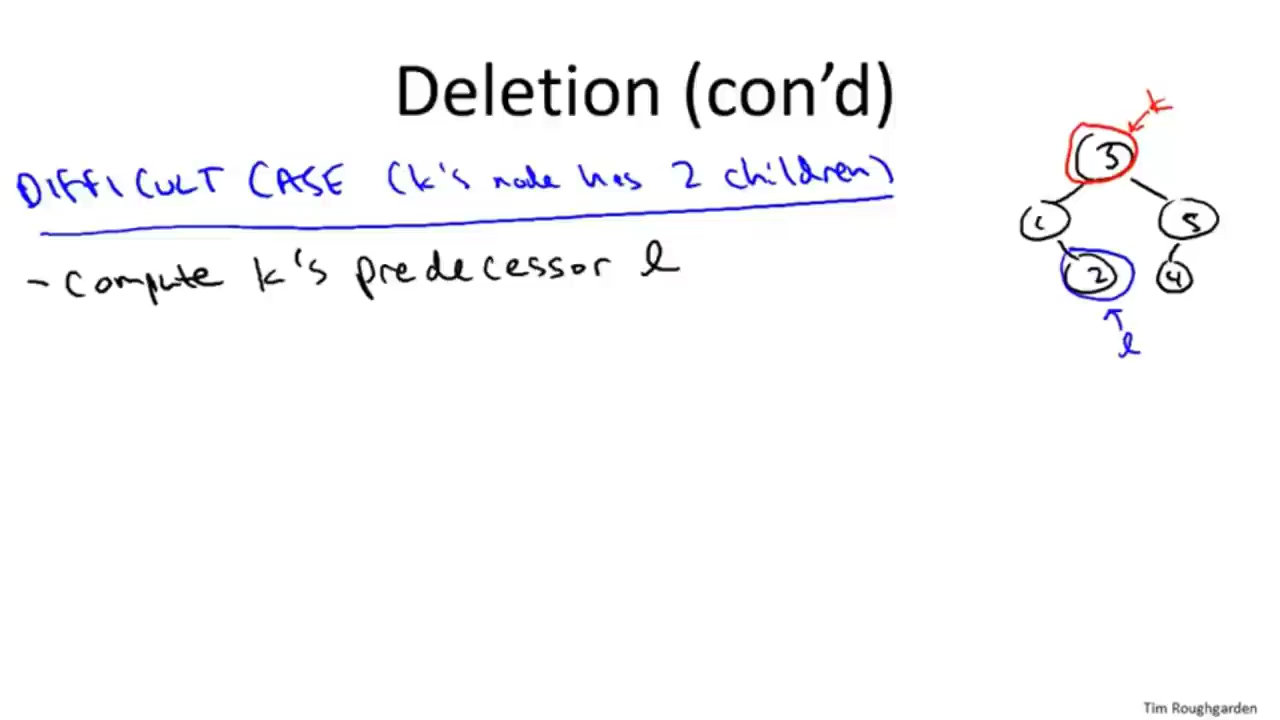 Deletion (con'd)
DIFFICULT CASE (k's node has 2 children)
- Compute k's predecessor l
k
3
1
5
2
4
l
Tim Roughgarden